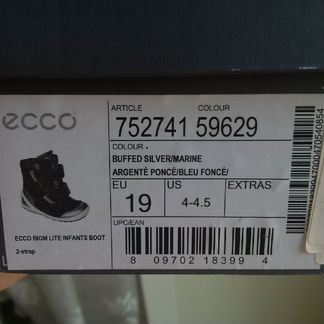 ARTICLE COLOUR
ecco 752741 59629
COLOUR -
BUFFED SILVER/MARINE
ARGENTÉ PONCÉ/BLEU FONCÉ/
EU US EXTRAS
19 4-4.5
UPC/EAN
ECCO BIOM LITE INFANTS BOOT
2-strap
8 09702 18399 4